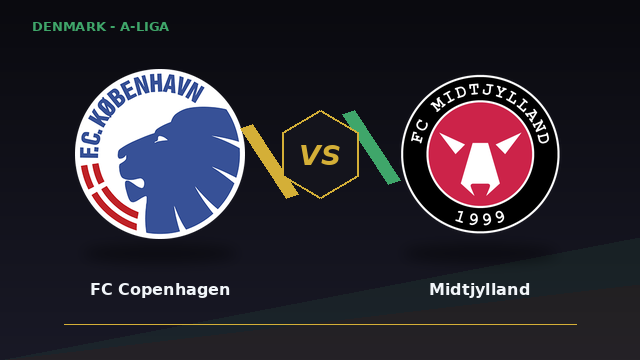 DENMARK - A-LIGA
F.C. KØBENHAVN
VS
FC MIDTJYLLAND
1999
FC Copenhagen
Midtjylland